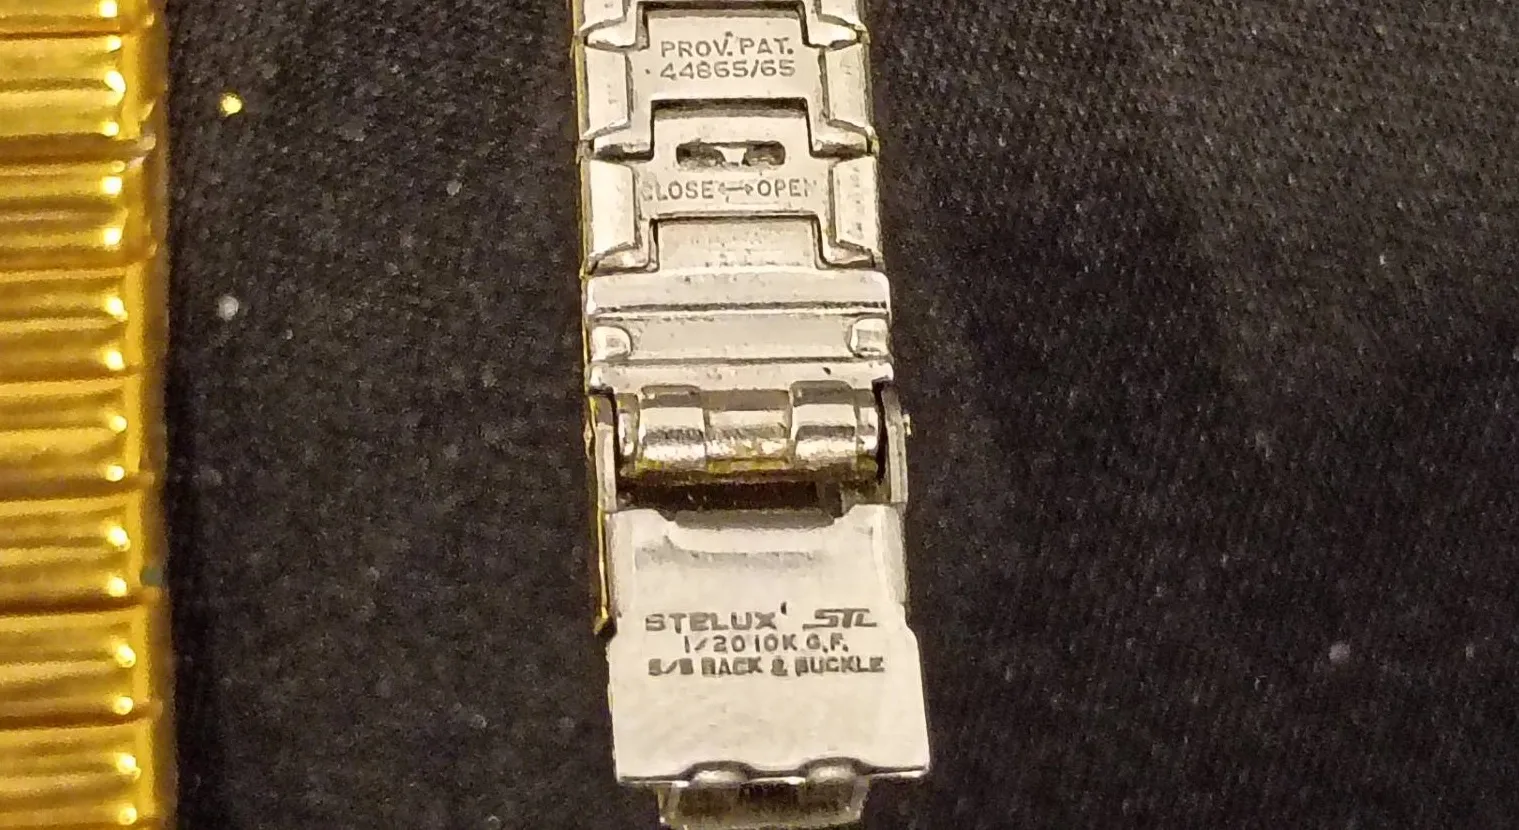 PROV. PAT.
44865/65
CLOSE ↔ OPEN
STELUX STL
1/20 10K G.F.
S/S BACK & BUCKLE